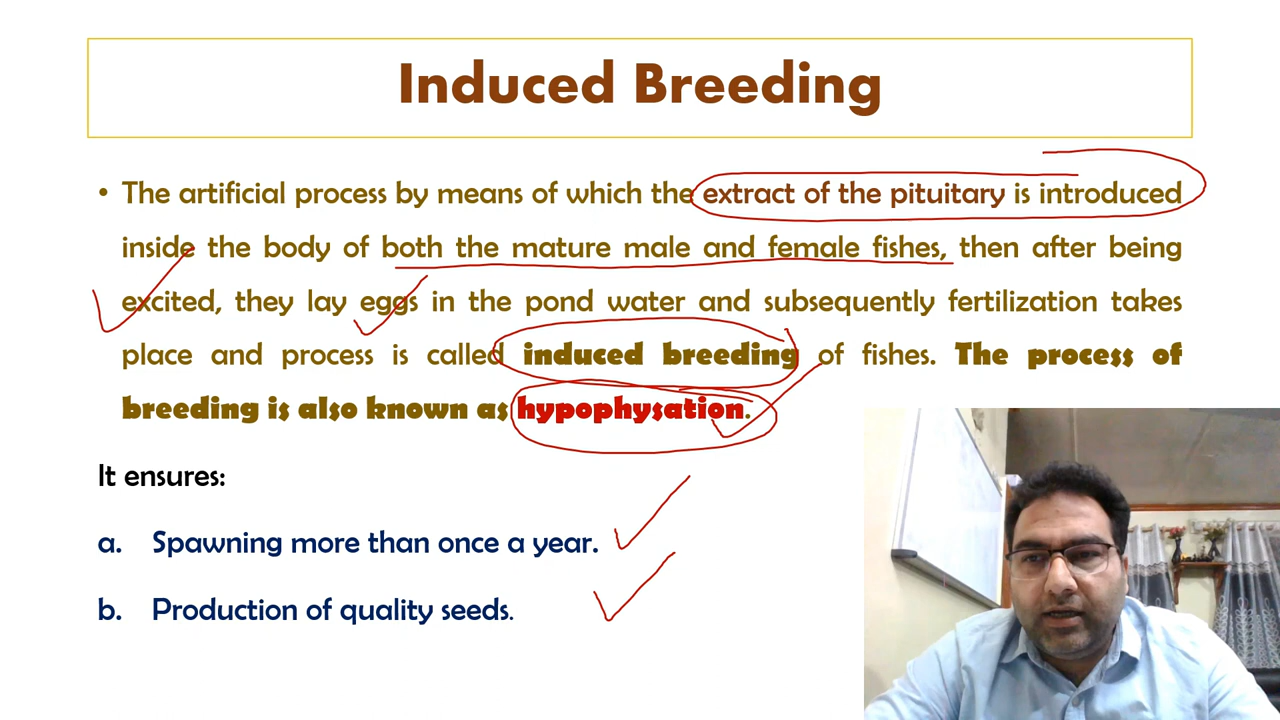 Induced Breeding
• The artificial process by means of which the extract of the pituitary is introduced
inside the body of both the mature male and female fishes, then after being
excited, they lay eggs in the pond water and subsequently fertilization takes
place and process is called induced breeding of fishes. The process of
breeding is also known as hypophysation.
It ensures:
a. Spawning more than once a year.
b. Production of quality seeds.